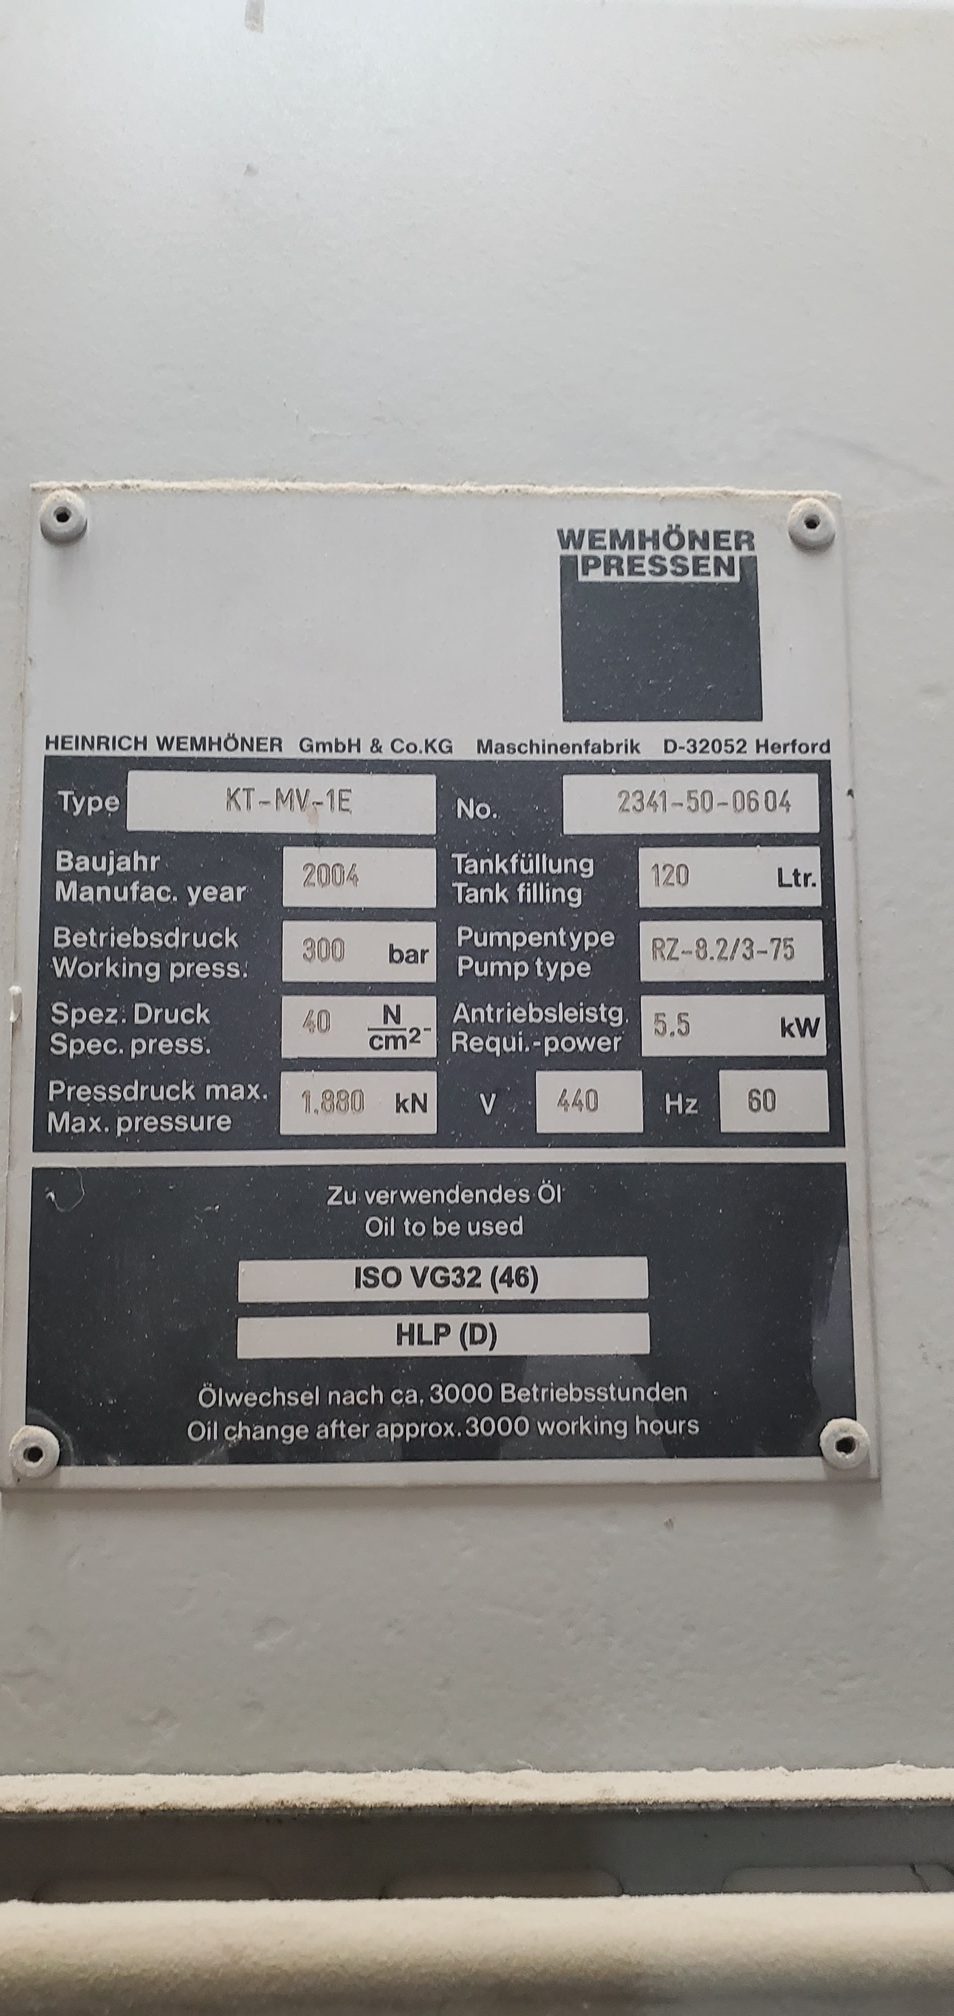 WEMHÖNER
PRESSEN
HEINRICH WEMHÖNER GmbH & Co.KG Maschinenfabrik D-32052 Herford
Type KT-MV-1E No. 2341-50-0604
Baujahr
Manufac. year 2004
Tankfüllung
Tank filling 120 Ltr.
Betriebsdruck
Working press. 300 bar
Pumpentype
Pump type RZ-8.2/3-75
Spez. Druck
Spec. press. 40 N/cm2
Antriebsleistg.
Requi.-power 5.5 kW
Pressdruck max.
Max. pressure 1.880 kN
V 440 Hz 60
Zu verwendendes Öl
Oil to be used
ISO VG32 (46)
HLP (D)
Ölwechsel nach ca. 3000 Betriebsstunden
Oil change after approx. 3000 working hours